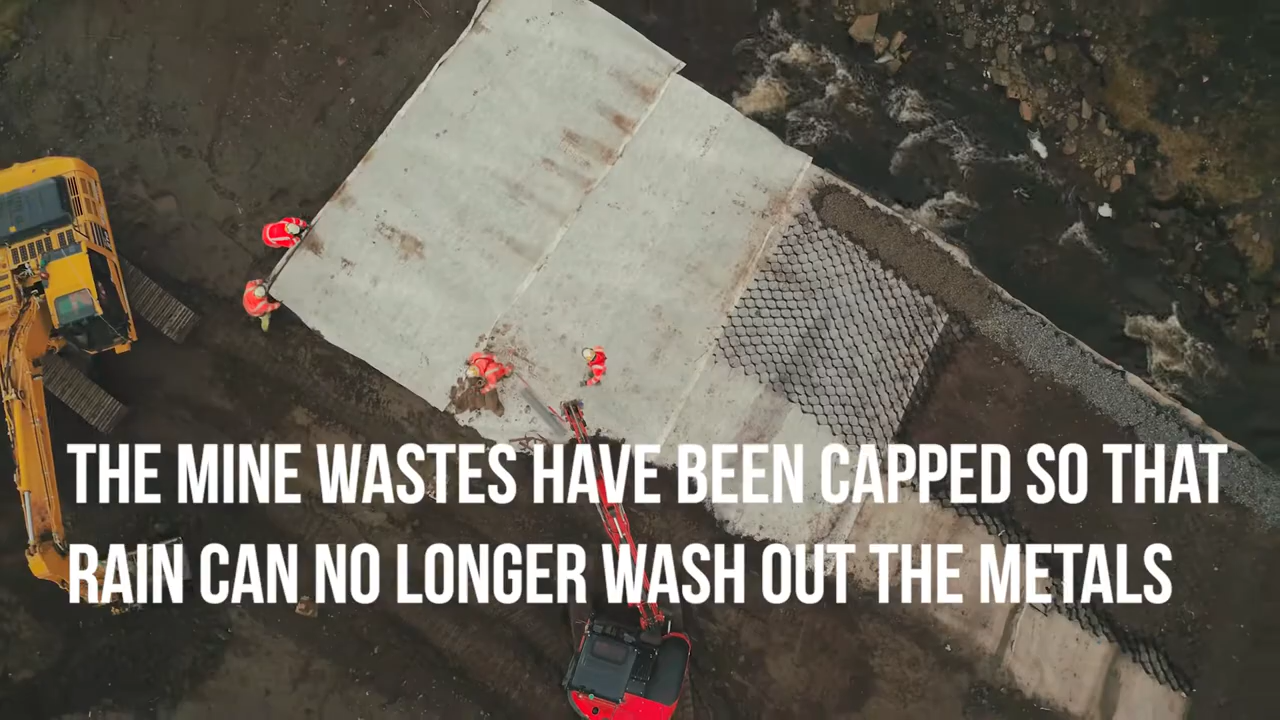 THE MINE WASTES HAVE BEEN CAPPED SO THAT
RAIN CAN NO LONGER WASH OUT THE METALS